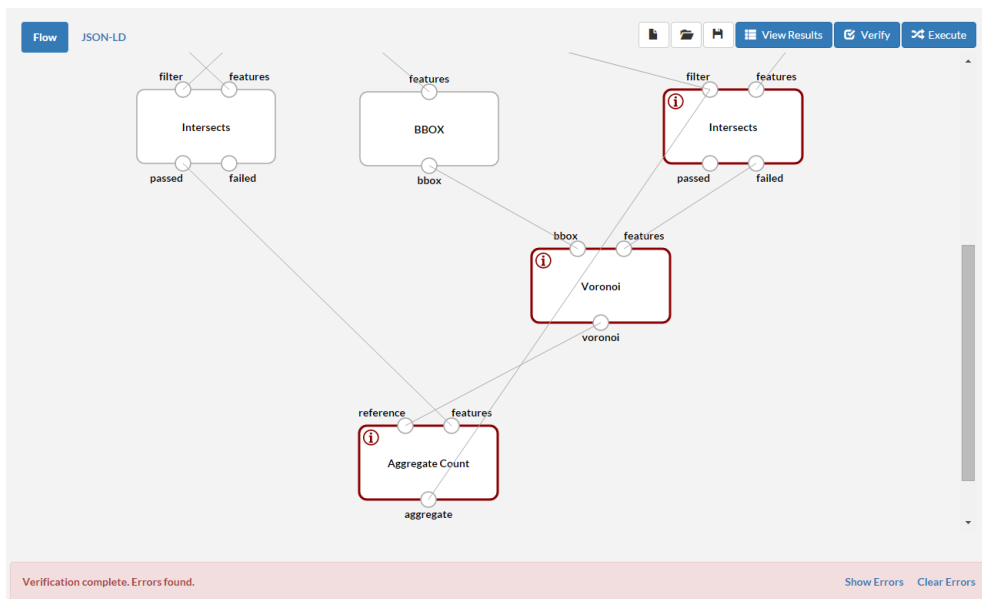 Flow JSON-LD View Results Verify Execute
filter features features filter features
Intersects BBOX Intersects
passed failed bbox passed failed
bbox features
Voronoi
voronoi
reference features
Aggregate Count
aggregate
Verification complete. Errors found. Show Errors Clear Errors